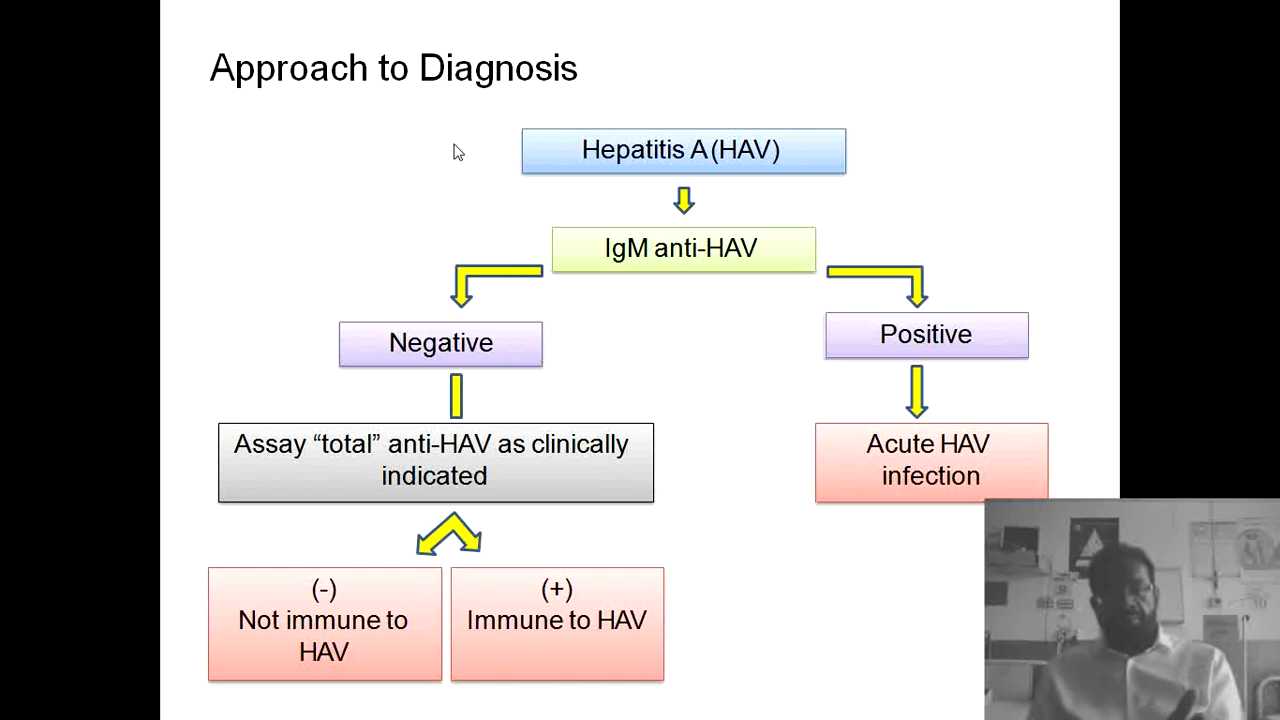 Approach to Diagnosis
Hepatitis A (HAV)
IgM anti-HAV
Negative
Positive
Assay “total” anti-HAV as clinically
indicated
Acute HAV
infection
(-)
Not immune to
HAV
(+)
Immune to HAV